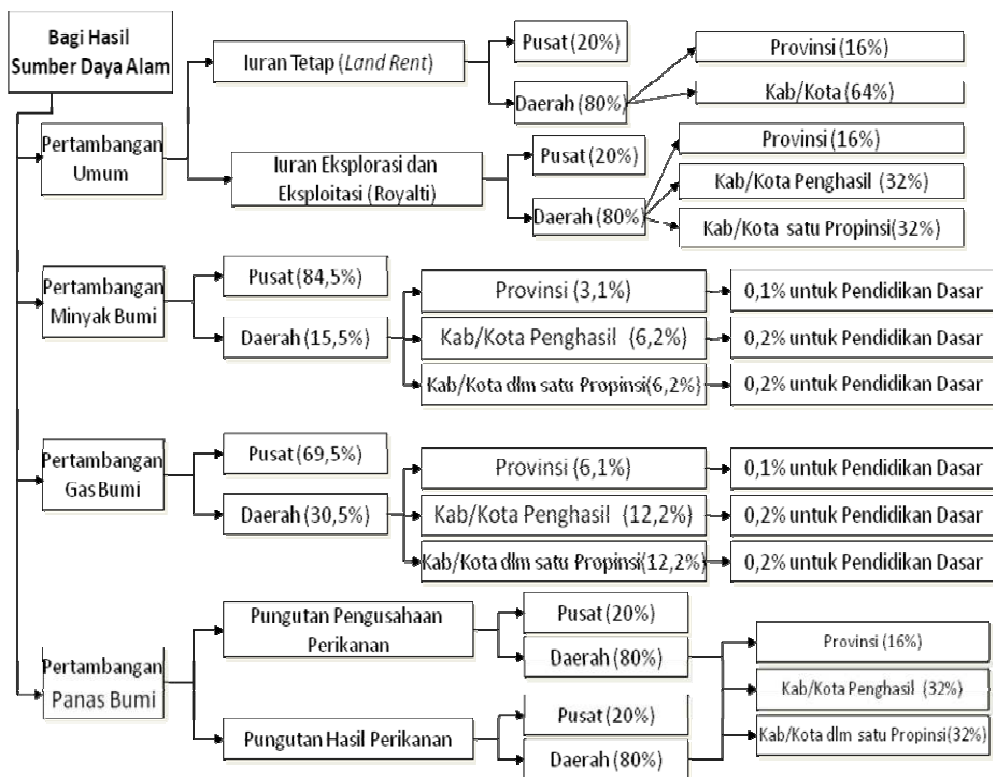 Bagi Hasil
Sumber Daya Alam
Pertambangan
Umum
Iuran Tetap (Land Rent)
Pusat (20%)
Daerah (80%)
Provinsi (16%)
Kab/Kota (64%)
Iuran Eksplorasi dan
Eksploitasi (Royalti)
Pusat (20%)
Daerah (80%)
Provinsi (16%)
Kab/Kota Penghasil (32%)
Kab/Kota satu Propinsi(32%)
Pertambangan
Minyak Bumi
Pusat (84,5%)
Daerah (15,5%)
Provinsi (3,1%)
0,1% untuk Pendidikan Dasar
Kab/Kota Penghasil (6,2%)
0,2% untuk Pendidikan Dasar
Kab/Kota dlm satu Propinsi(6,2%)
0,2% untuk Pendidikan Dasar
Pertambangan
Gas Bumi
Pusat (69,5%)
Daerah (30,5%)
Provinsi (6,1%)
0,1% untuk Pendidikan Dasar
Kab/Kota Penghasil (12,2%)
0,2% untuk Pendidikan Dasar
Kab/Kota dlm satu Propinsi(12,2%)
0,2% untuk Pendidikan Dasar
Pertambangan
Panas Bumi
Pungutan Pengusahaan
Perikanan
Pusat (20%)
Daerah (80%)
Pungutan Hasil Perikanan
Pusat (20%)
Daerah (80%)
Provinsi (16%)
Kab/Kota Penghasil (32%)
Kab/Kota dlm satu Propinsi(32%)